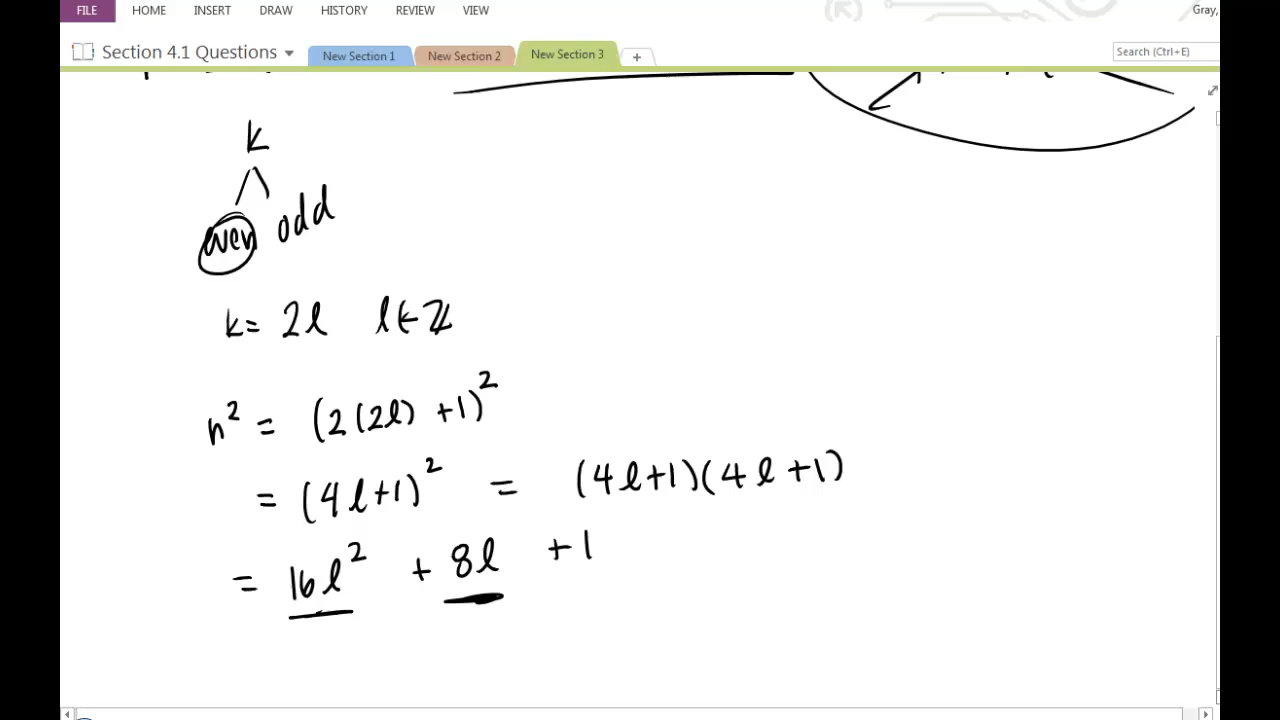 FILE HOME INSERT DRAW HISTORY REVIEW VIEW Gray,
Section 4.1 Questions New Section 1 New Section 2 New Section 3 + Search (Ctrl+E)
k
even odd
k= 2l l∈ℤ
n² = (2(2l) +1)²
= (4l+1)² = (4l+1)(4l+1)
= 16l² + 8l +1